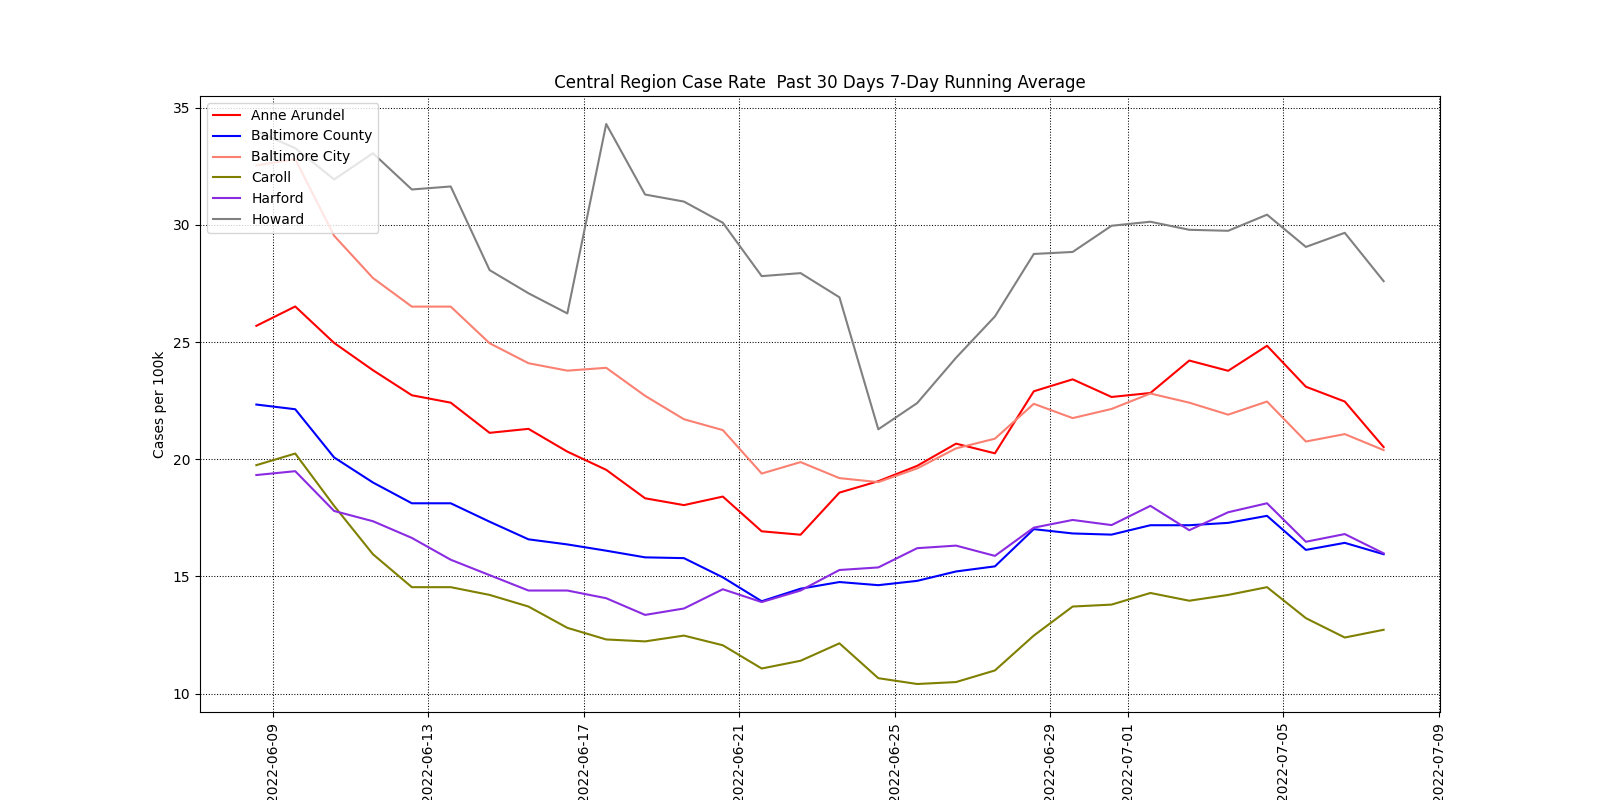 Central Region Case Rate  Past 30 Days 7-Day Running Average
35
30
25
20
15
10
Cases per 100k
Anne Arundel
Baltimore County
Baltimore City
Caroll
Harford
Howard
2022-06-09
2022-06-13
2022-06-17
2022-06-21
2022-06-25
2022-06-29
2022-07-01
2022-07-05
2022-07-09